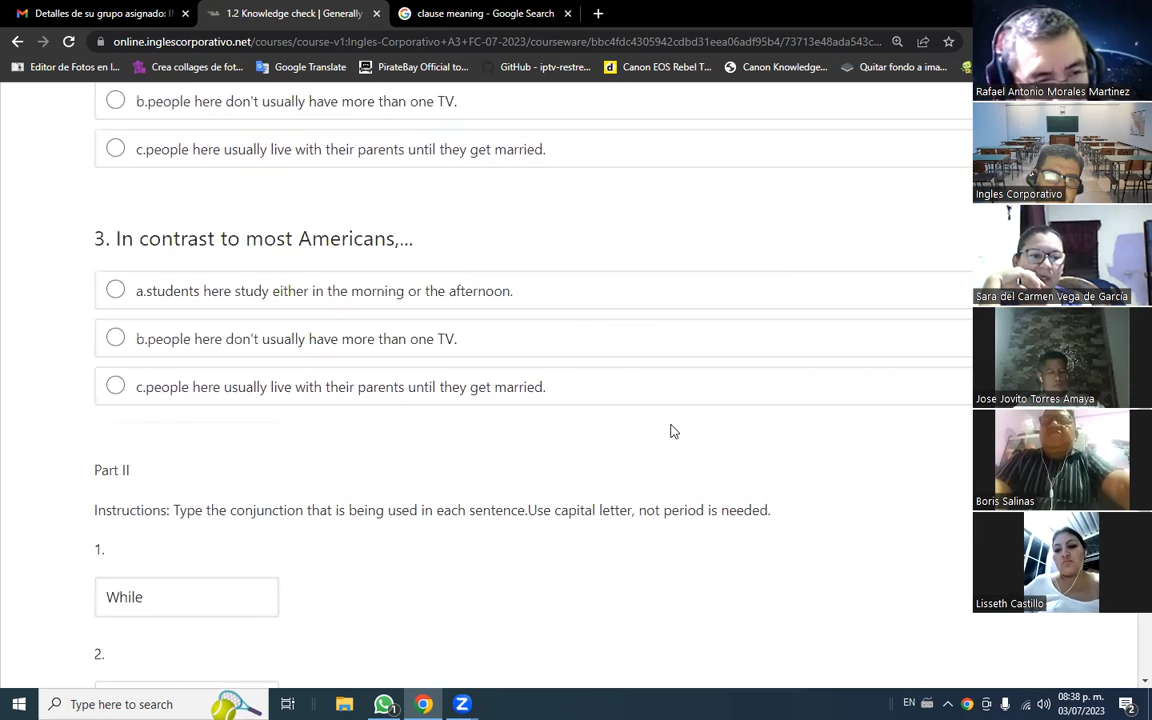 Detalles de su grupo asignado: I
1.2 Knowledge check | Generally
clause meaning - Google Search
online.inglescorporativo.net/courses/course-v1:Ingles-Corporativo+A3+FC-07-2023/courseware/bbc4fdc4305942cdbd31eea06adf95b4/73713e48ada543c...
Editor de Fotos en l...
Crea collages de fot...
Google Translate
PirateBay Official to...
GitHub - iptv-restre...
Canon EOS Rebel T...
Canon Knowledge...
Quitar fondo a ima...
b.people here don't usually have more than one TV.
c.people here usually live with their parents until they get married.
3. In contrast to most Americans,...
a.students here study either in the morning or the afternoon.
b.people here don't usually have more than one TV.
c.people here usually live with their parents until they get married.
Part II
Instructions: Type the conjunction that is being used in each sentence.Use capital letter, not period is needed.
1.
While
2.
Rafael Antonio Morales Martinez
Ingles Corporativo
Sara del Carmen Vega de García
Jose Jovito Torres Amaya
Boris Salinas
Lisseth Castillo
Type here to search
1
EN
08:38 p. m.
03/07/2023
2